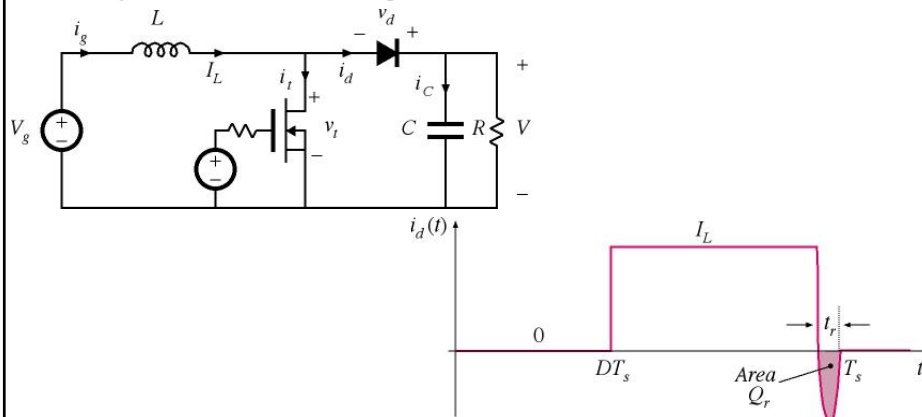 i_g L v_d
− +
I_L i_t i_d i_C +
V_g + − + − + v_t − C R V
−
i_d(t)
I_L
0 t_r
DT_s Area T_s t
Q_r